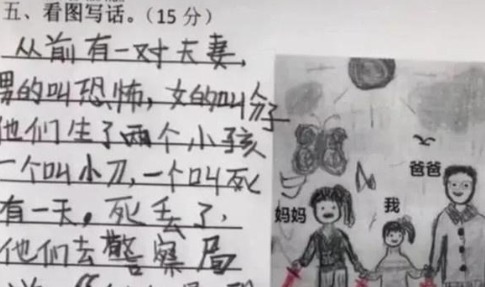 五、看图写话。(15分)
从前有一对夫妻,
男的叫恐怖,女的叫分子
他们生了两个小孩
一个叫小刀,一个叫死
有一天。死丢了,
他们去警察局
妈妈
我
爸爸